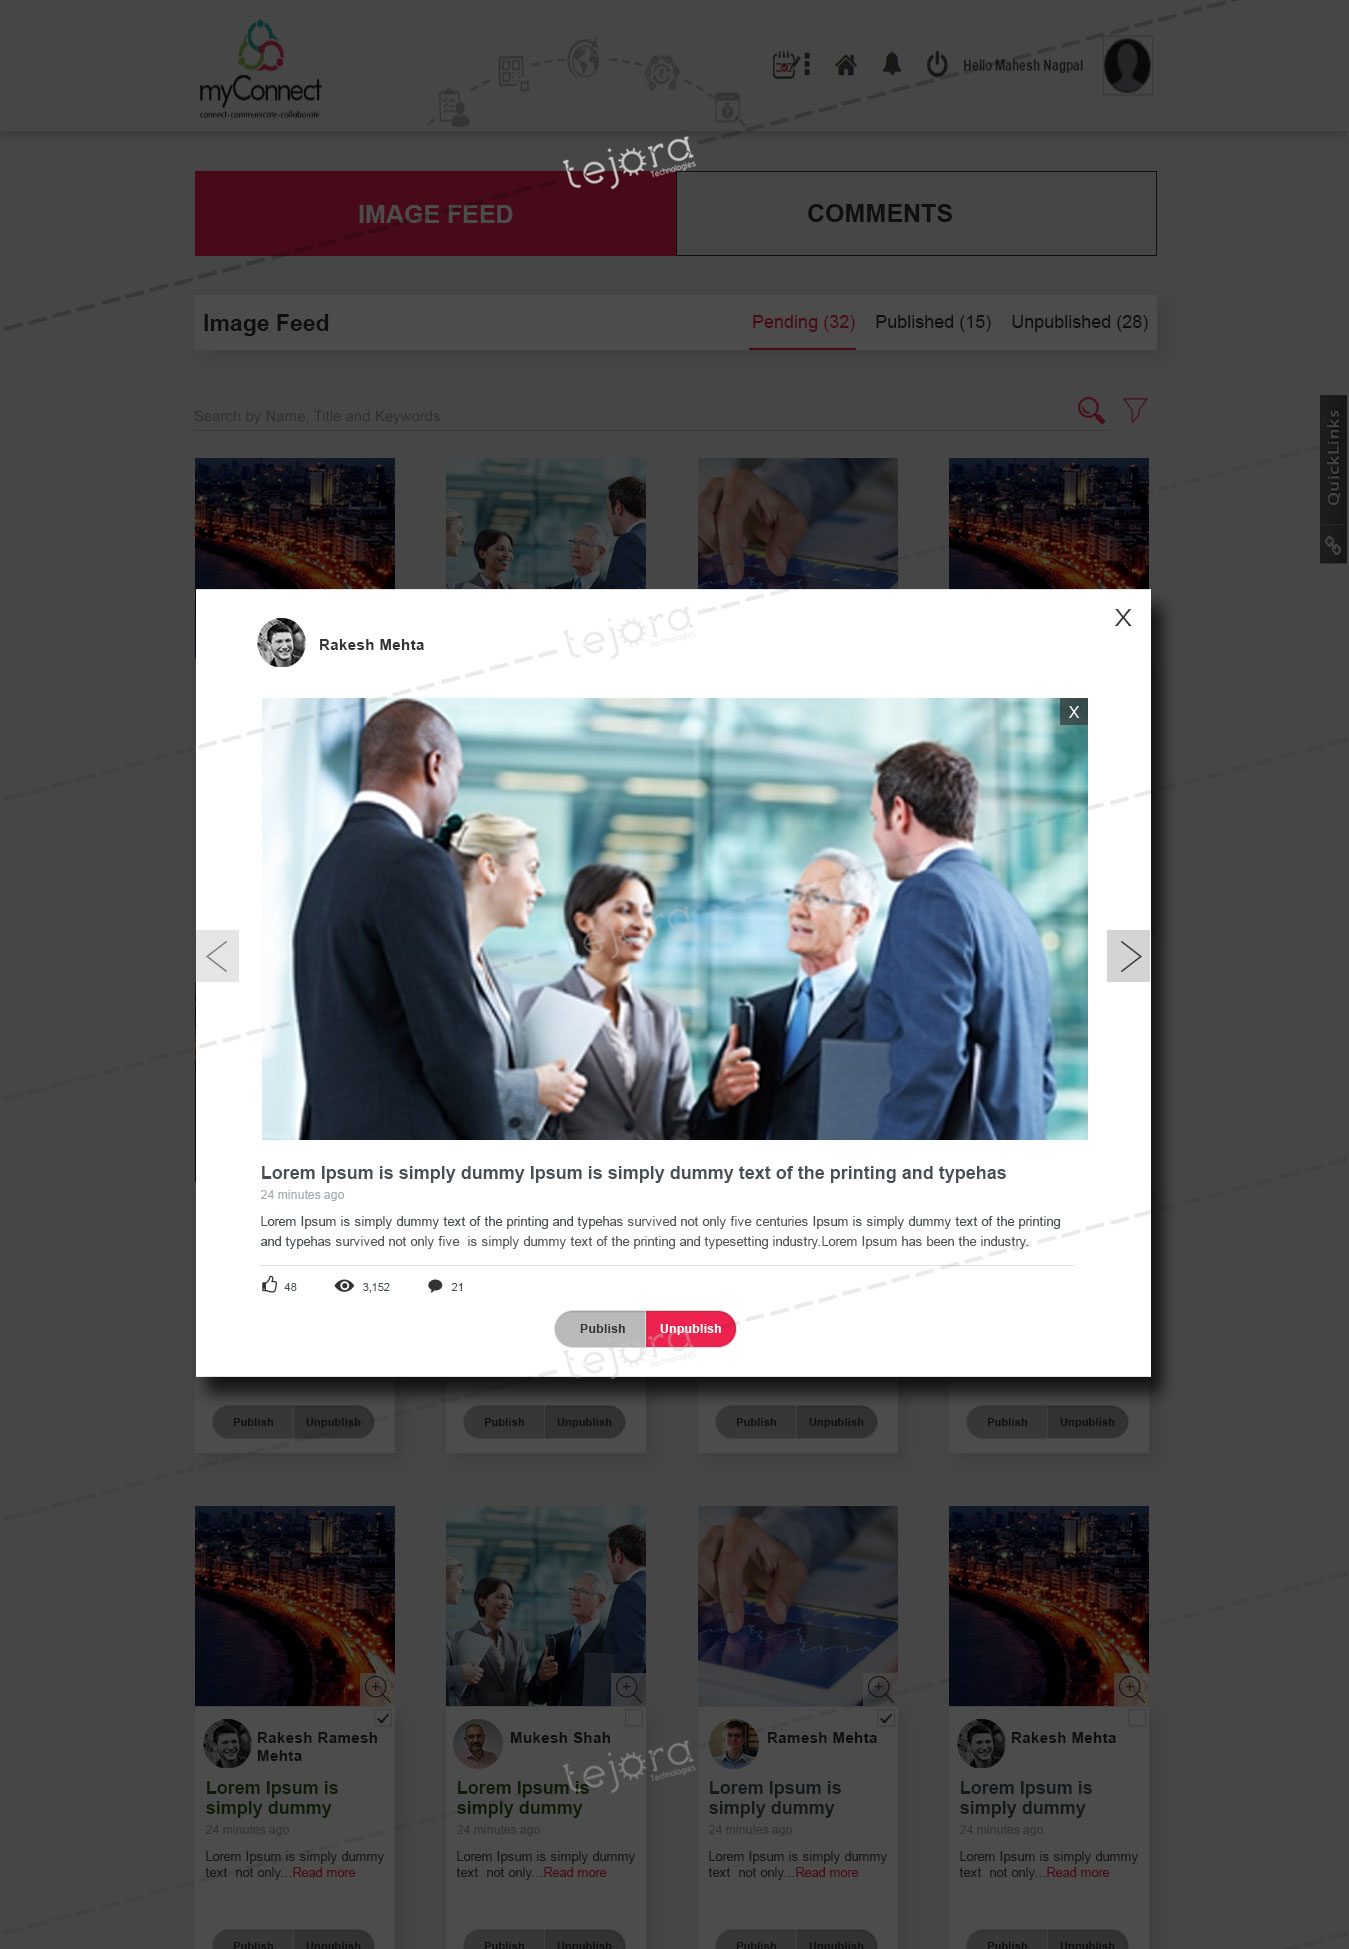 myConnect
connect-communicate-collaborate
Hello Mahesh Nagpal
tejora
Technologies
IMAGE FEED
COMMENTS
Image Feed
Pending (32)
Published (15)
Unpublished (28)
Search by Name, Title and Keywords
QuickLinks
X
Rakesh Mehta
tejora
Technologies
X
tejora
Lorem Ipsum is simply dummy Ipsum is simply dummy text of the printing and typehas
24 minutes ago
Lorem Ipsum is simply dummy text of the printing and typehas survived not only five centuries Ipsum is simply dummy text of the printing
and typehas survived not only five  is simply dummy text of the printing and typesetting industry.Lorem Ipsum has been the industry.
48
3,152
21
Publish
Unpublish
tejora
Technologies
Publish Unpublish
Publish Unpublish
Publish Unpublish
Publish Unpublish
Rakesh Ramesh
Mehta
Lorem Ipsum is
simply dummy
24 minutes ago
Lorem Ipsum is simply dummy
text  not only...Read more
Publish Unpublish
Mukesh Shah
Lorem Ipsum is
simply dummy
24 minutes ago
Lorem Ipsum is simply dummy
text  not only...Read more
Publish Unpublish
tejora
Technologies
Ramesh Mehta
Lorem Ipsum is
simply dummy
24 minutes ago
Lorem Ipsum is simply dummy
text  not only...Read more
Publish Unpublish
Rakesh Mehta
Lorem Ipsum is
simply dummy
24 minutes ago
Lorem Ipsum is simply dummy
text  not only...Read more
Publish Unpublish